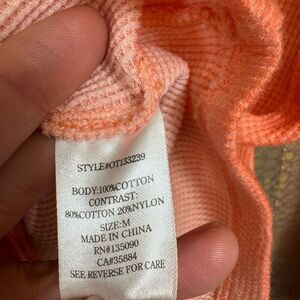 STYLE#OT133239
BODY:100%COTTON
CONTRAST:
80%COTTON 20%NYLON
SIZE:M
MADE IN CHINA
RN#135090
CA#35884
SEE REVERSE FOR CARE